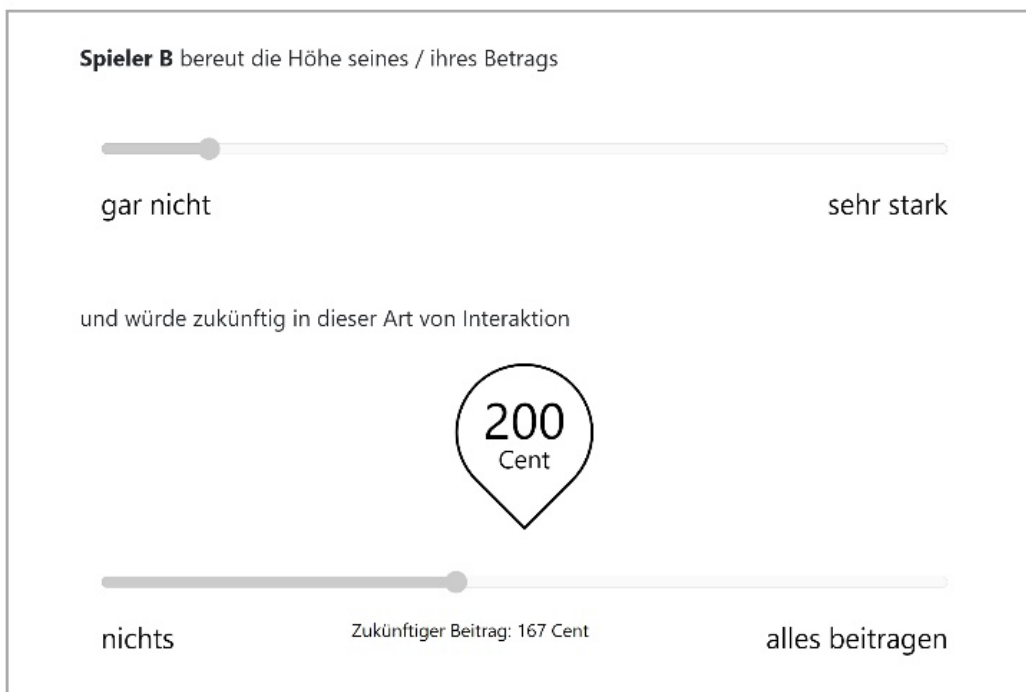 Spieler B bereut die Höhe seines / ihres Betrags
gar nicht
sehr stark
und würde zukünftig in dieser Art von Interaktion
200
Cent
nichts
Zukünftiger Beitrag: 167 Cent
alles beitragen